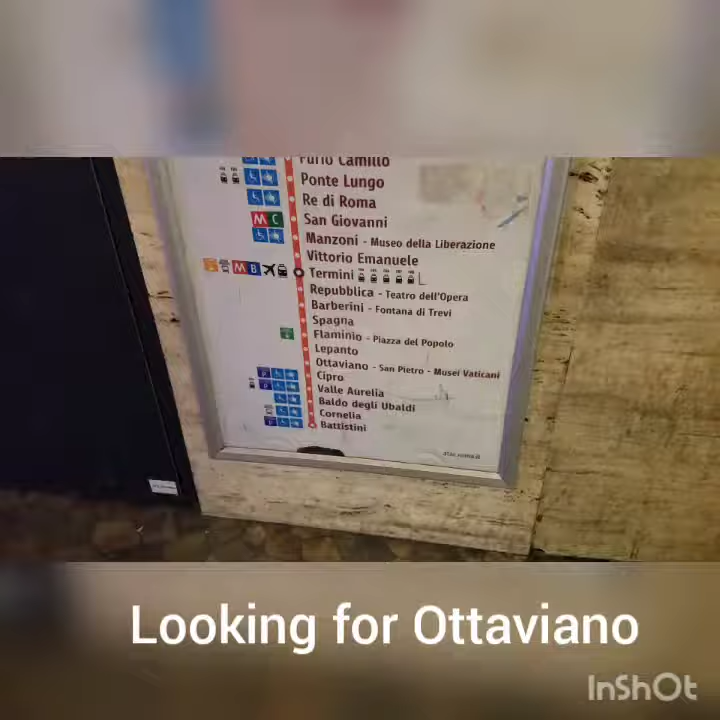 Furio Camillo
Ponte Lungo
Re di Roma
M C San Giovanni
Manzoni - Museo della Liberazione
Vittorio Emanuele
M B Termini
Repubblica - Teatro dell'Opera
Barberini - Fontana di Trevi
Spagna
Flaminio - Piazza del Popolo
Lepanto
Ottaviano - San Pietro - Musei Vaticani
Cipro
Valle Aurelia
Baldo degli Ubaldi
Cornelia
Battistini
Looking for Ottaviano
InShOt